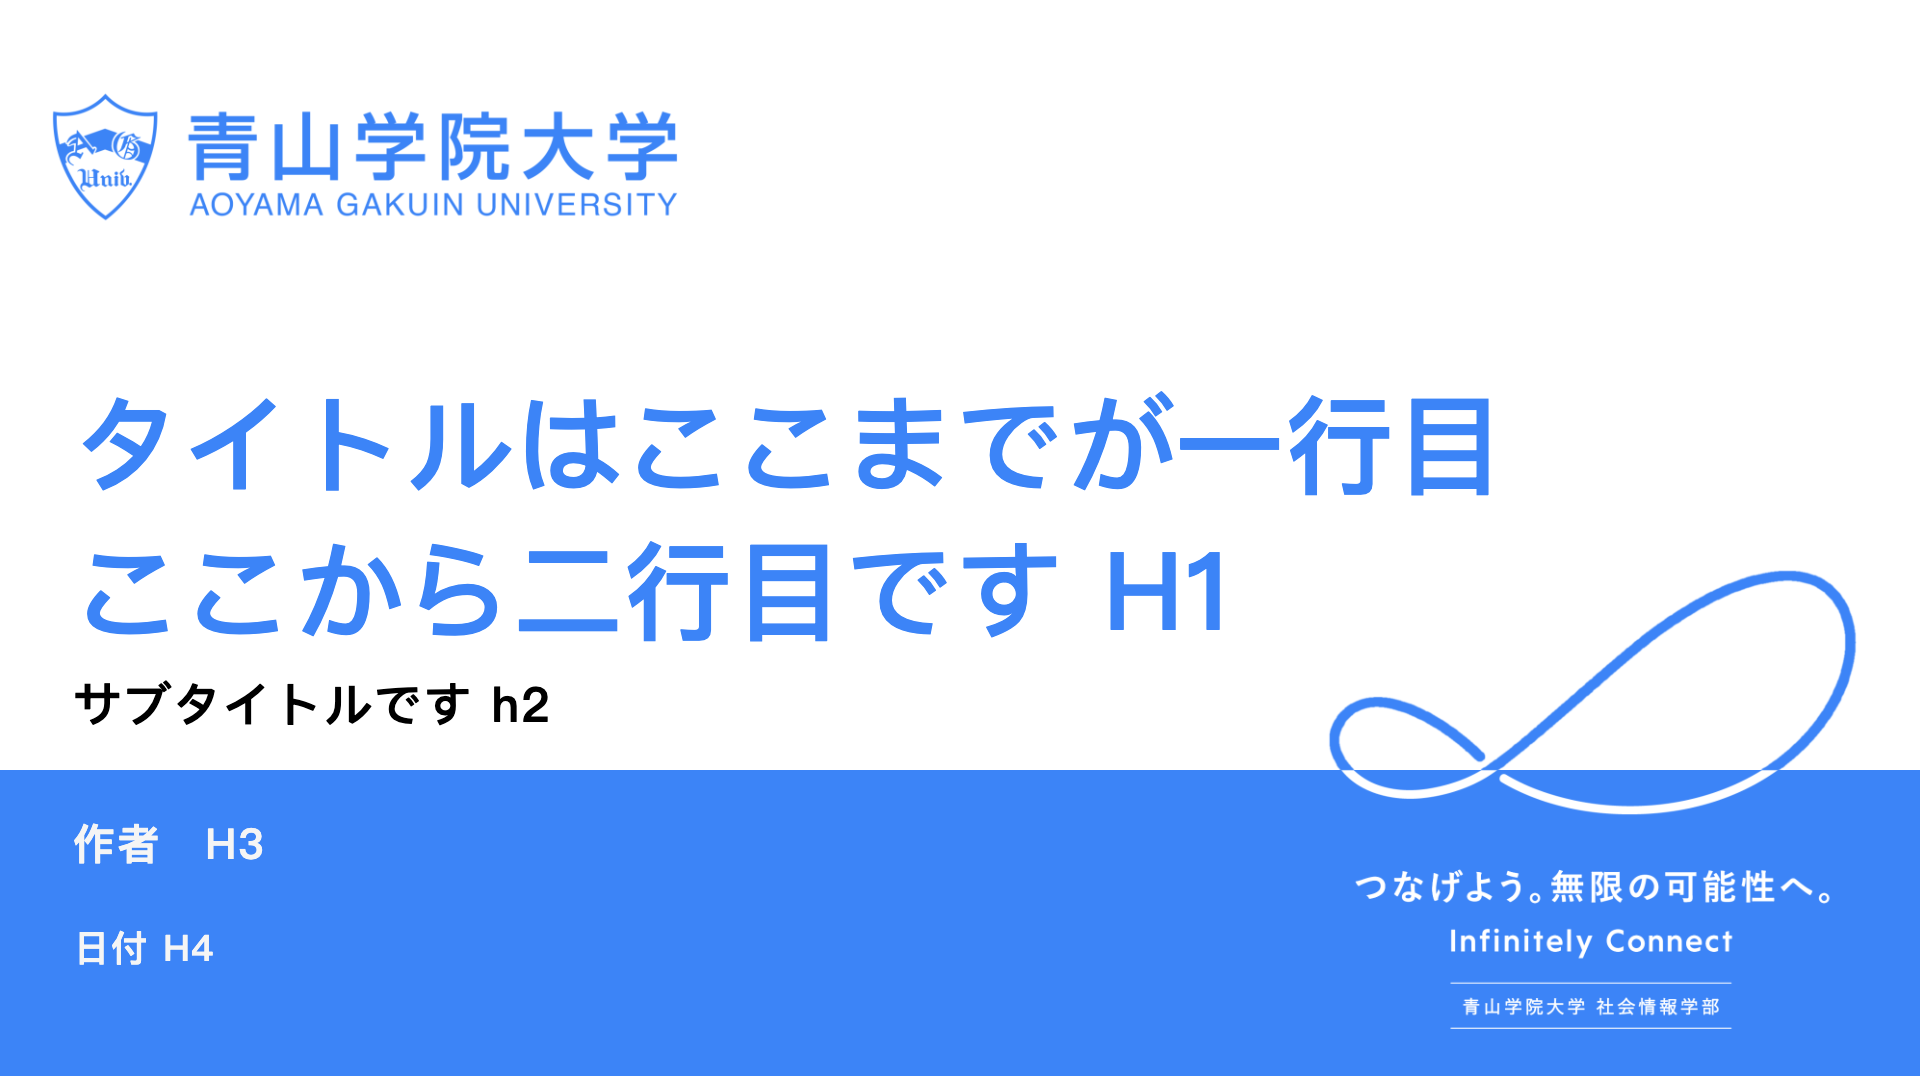 A G
Univ.
青山学院大学
AOYAMA GAKUIN UNIVERSITY
タイトルはここまでが一行目
ここから二行目です H1
サブタイトルです h2
作者　H3
日付 H4
つなげよう。無限の可能性へ。
Infinitely Connect
青山学院大学 社会情報学部